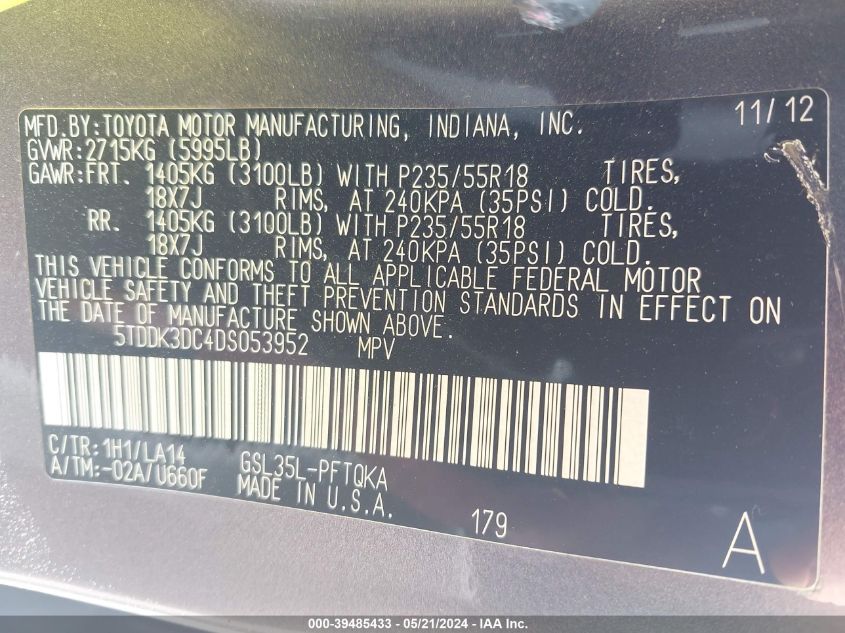 11/12
MFD.BY:TOYOTA MOTOR MANUFACTURING, INDIANA, INC.
GVWR:2715KG (5995LB)
GAWR:FRT. 1405KG (3100LB) WITH P235/55R18 TIRES,
18X7J RIMS, AT 240KPA (35PSI) COLD.
RR. 1405KG (3100LB) WITH P235/55R18 TIRES,
18X7J RIMS, AT 240KPA (35PSI) COLD.
THIS VEHICLE CONFORMS TO ALL APPLICABLE FEDERAL MOTOR
VEHICLE SAFETY AND THEFT PREVENTION STANDARDS IN EFFECT ON
THE DATE OF MANUFACTURE SHOWN ABOVE.
5TDDK3DC4DS053952 MPV
C/TR:1H1/LA14
A/TM:-02A/U660F
GSL35L-PFTQKA
MADE IN U.S.A.
179
A
000-39485433 - 05/21/2024 - IAA Inc.